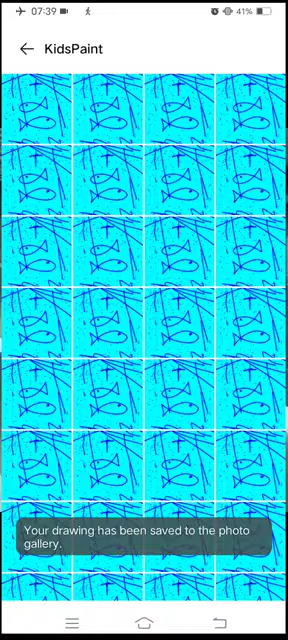 07:39
41%
KidsPaint
Your drawing has been saved to the photo
gallery.